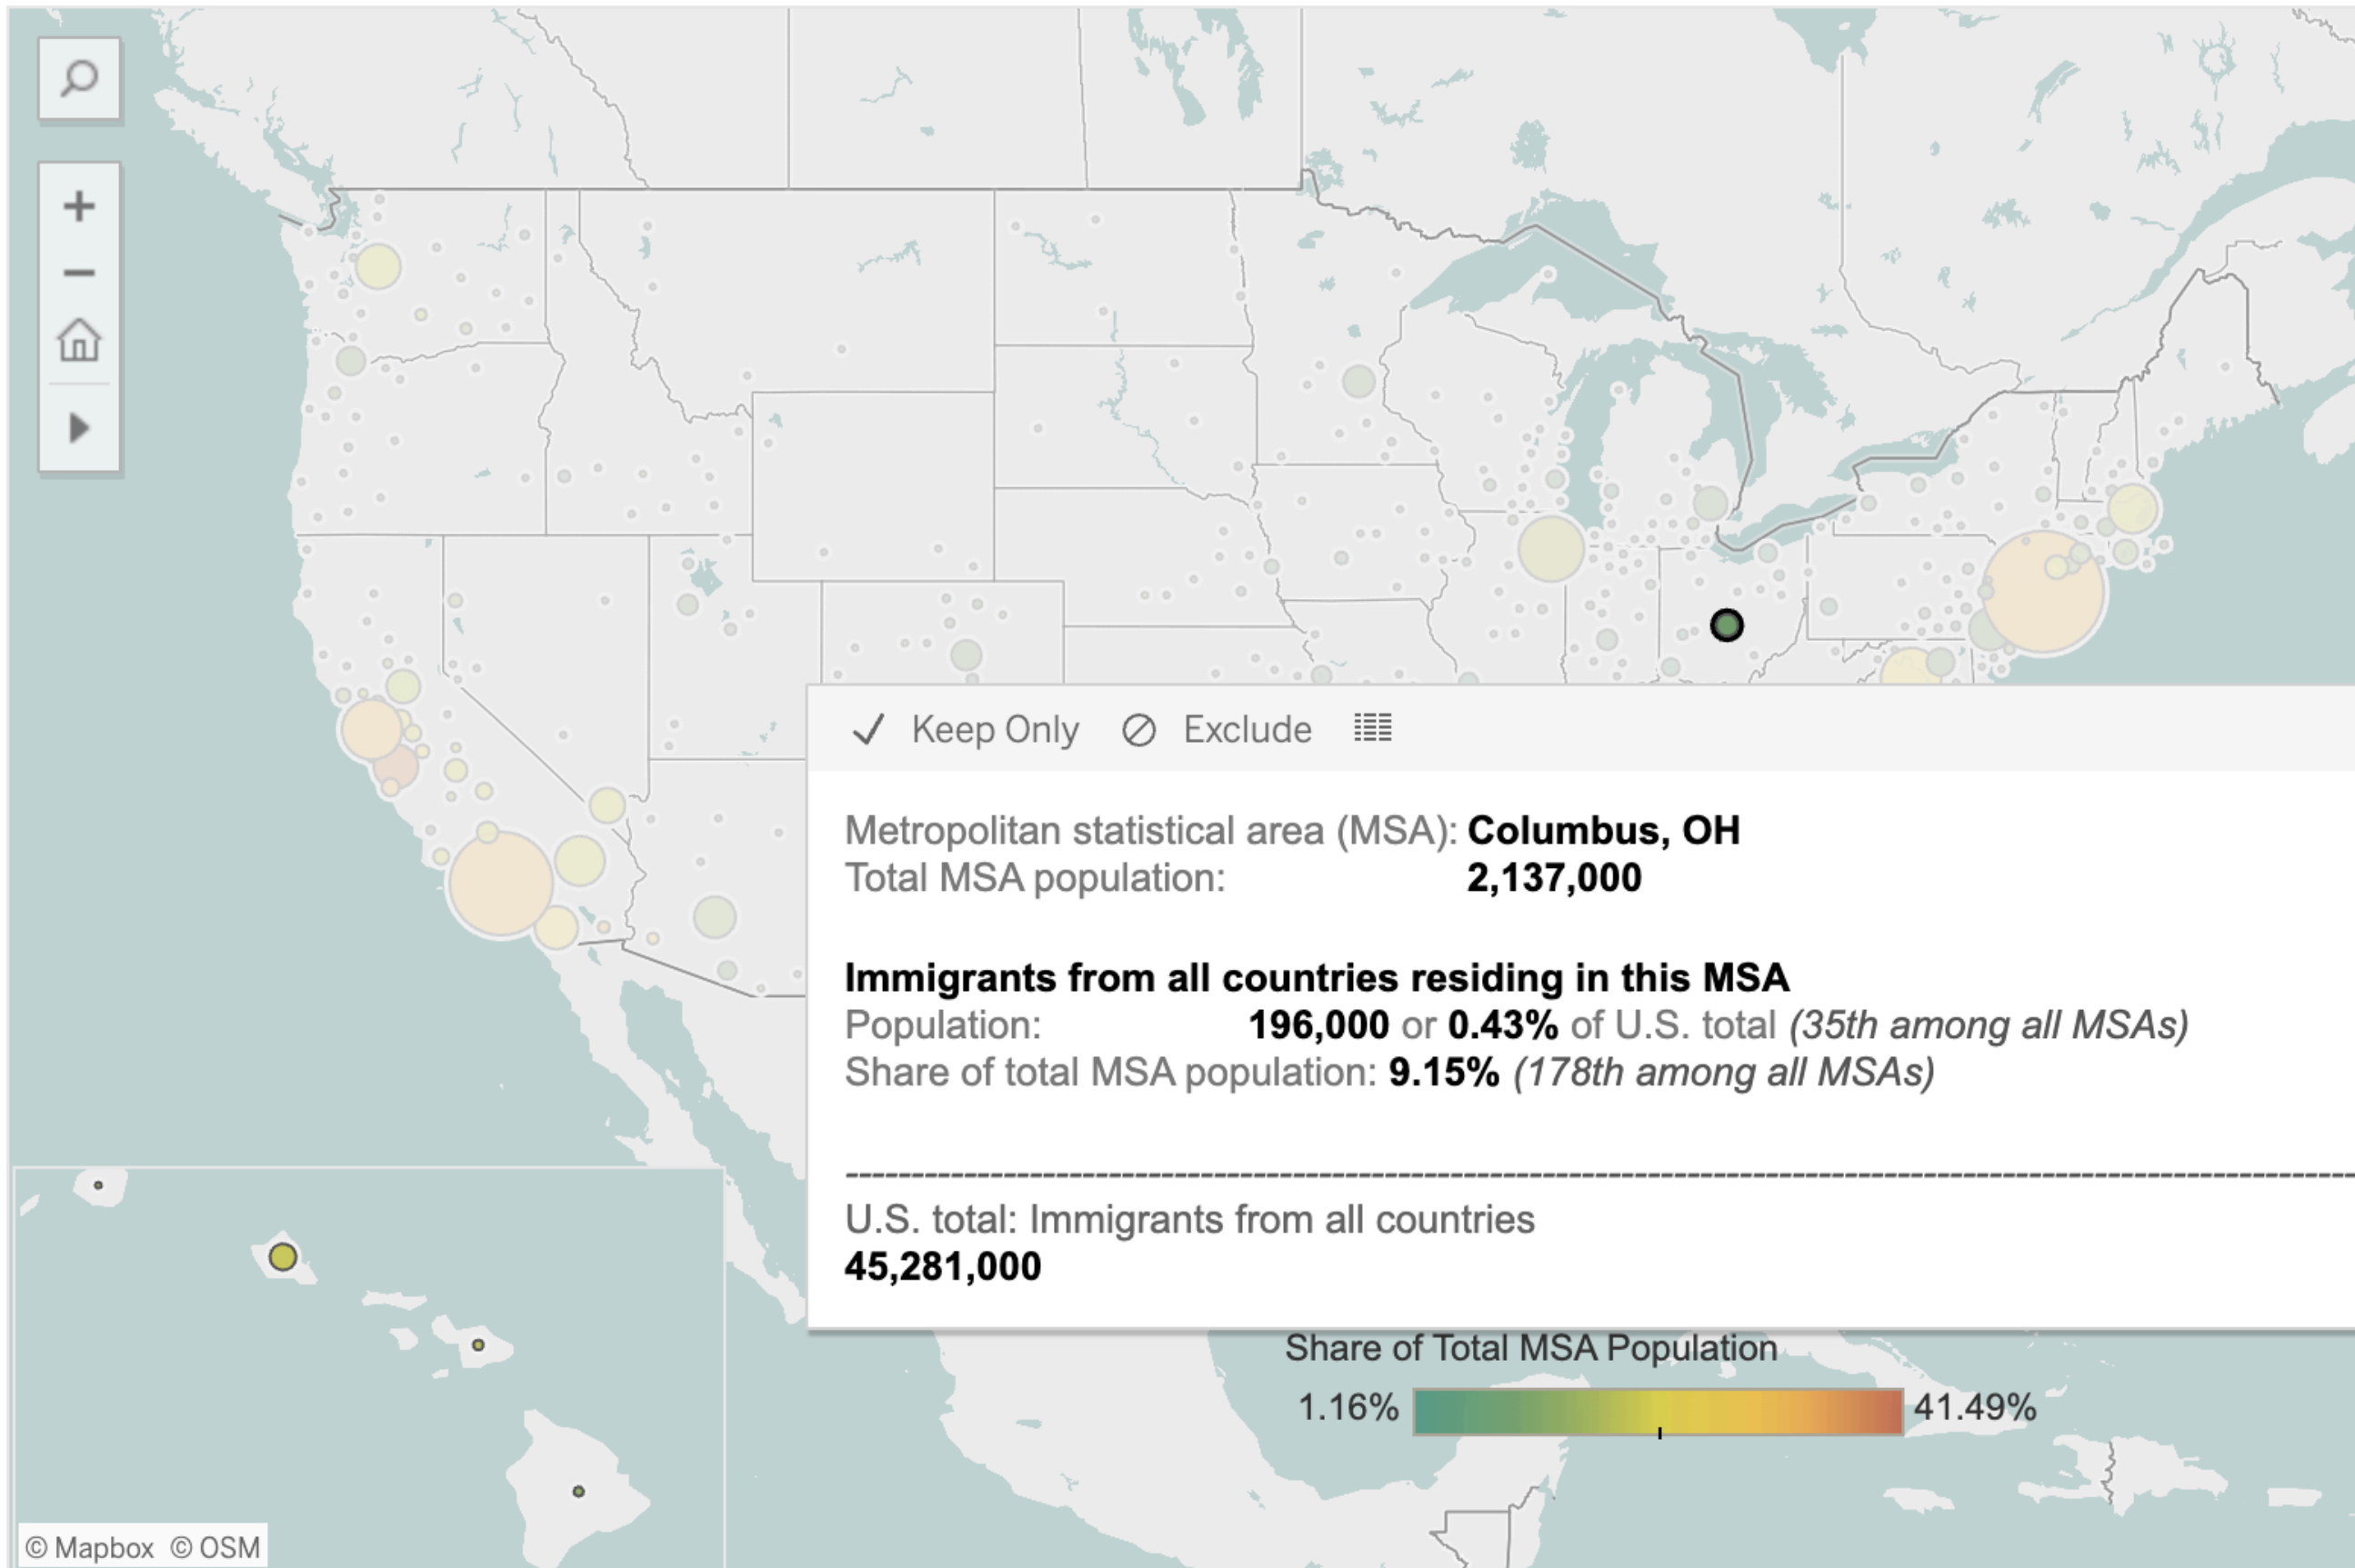 Keep Only Exclude
Metropolitan statistical area (MSA): Columbus, OH
Total MSA population: 2,137,000
Immigrants from all countries residing in this MSA
Population: 196,000 or 0.43% of U.S. total (35th among all MSAs)
Share of total MSA population: 9.15% (178th among all MSAs)
U.S. total: Immigrants from all countries
45,281,000
Share of Total MSA Population
1.16% 41.49%
© Mapbox © OSM